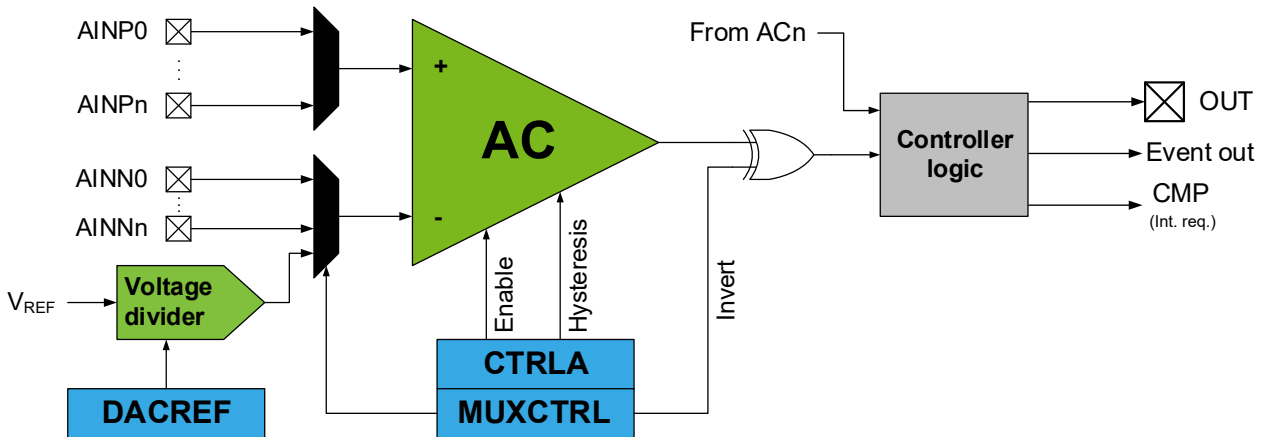 AINP0
AINPn
AINN0
AINNn
V_REF
Voltage
divider
DACREF
+
AC
-
Enable
Hysteresis
Invert
CTRLA
MUXCTRL
From ACn
Controller
logic
OUT
Event out
CMP
(Int. req.)